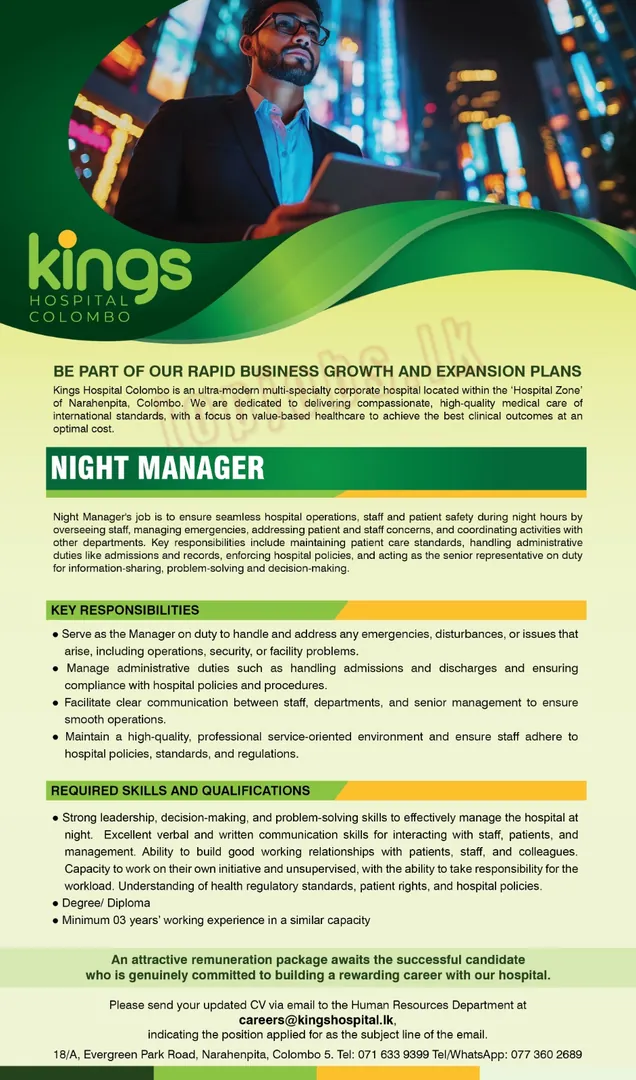 kings
HOSPITAL
COLOMBO
topjobs.lk
BE PART OF OUR RAPID BUSINESS GROWTH AND EXPANSION PLANS
Kings Hospital Colombo is an ultra-modern multi-specialty corporate hospital located within the ‘Hospital Zone’
of Narahenpita, Colombo. We are dedicated to delivering compassionate, high-quality medical care of
international standards, with a focus on value-based healthcare to achieve the best clinical outcomes at an
optimal cost.
NIGHT MANAGER
Night Manager's job is to ensure seamless hospital operations, staff and patient safety during night hours by
overseeing staff, managing emergencies, addressing patient and staff concerns, and coordinating activities with
other departments. Key responsibilities include maintaining patient care standards, handling administrative
duties like admissions and records, enforcing hospital policies, and acting as the senior representative on duty
for information-sharing, problem-solving and decision-making.
KEY RESPONSIBILITIES
● Serve as the Manager on duty to handle and address any emergencies, disturbances, or issues that
arise, including operations, security, or facility problems.
● Manage administrative duties such as handling admissions and discharges and ensuring
compliance with hospital policies and procedures.
● Facilitate clear communication between staff, departments, and senior management to ensure
smooth operations.
● Maintain a high-quality, professional service-oriented environment and ensure staff adhere to
hospital policies, standards, and regulations.
REQUIRED SKILLS AND QUALIFICATIONS
● Strong leadership, decision-making, and problem-solving skills to effectively manage the hospital at
night. Excellent verbal and written communication skills for interacting with staff, patients, and
management. Ability to build good working relationships with patients, staff, and colleagues.
Capacity to work on their own initiative and unsupervised, with the ability to take responsibility for the
workload. Understanding of health regulatory standards, patient rights, and hospital policies.
● Degree/ Diploma
● Minimum 03 years’ working experience in a similar capacity
An attractive remuneration package awaits the successful candidate
who is genuinely committed to building a rewarding career with our hospital.
Please send your updated CV via email to the Human Resources Department at
careers@kingshospital.lk,
indicating the position applied for as the subject line of the email.
18/A, Evergreen Park Road, Narahenpita, Colombo 5. Tel: 071 633 9399 Tel/WhatsApp: 077 360 2689